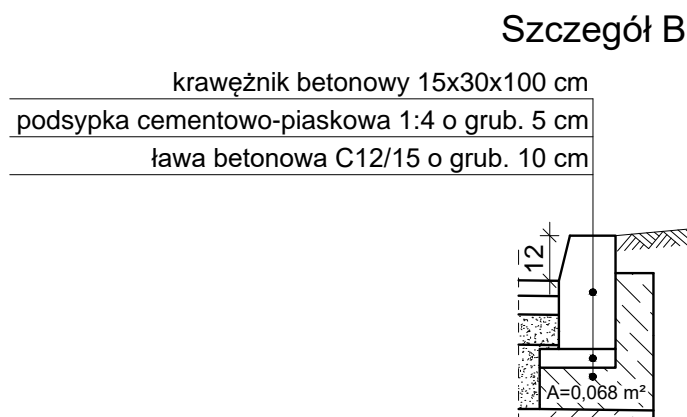 Szczegół B
krawężnik betonowy 15x30x100 cm
podsypka cementowo-piaskowa 1:4 o grub. 5 cm
ława betonowa C12/15 o grub. 10 cm
12
A=0,068 m²